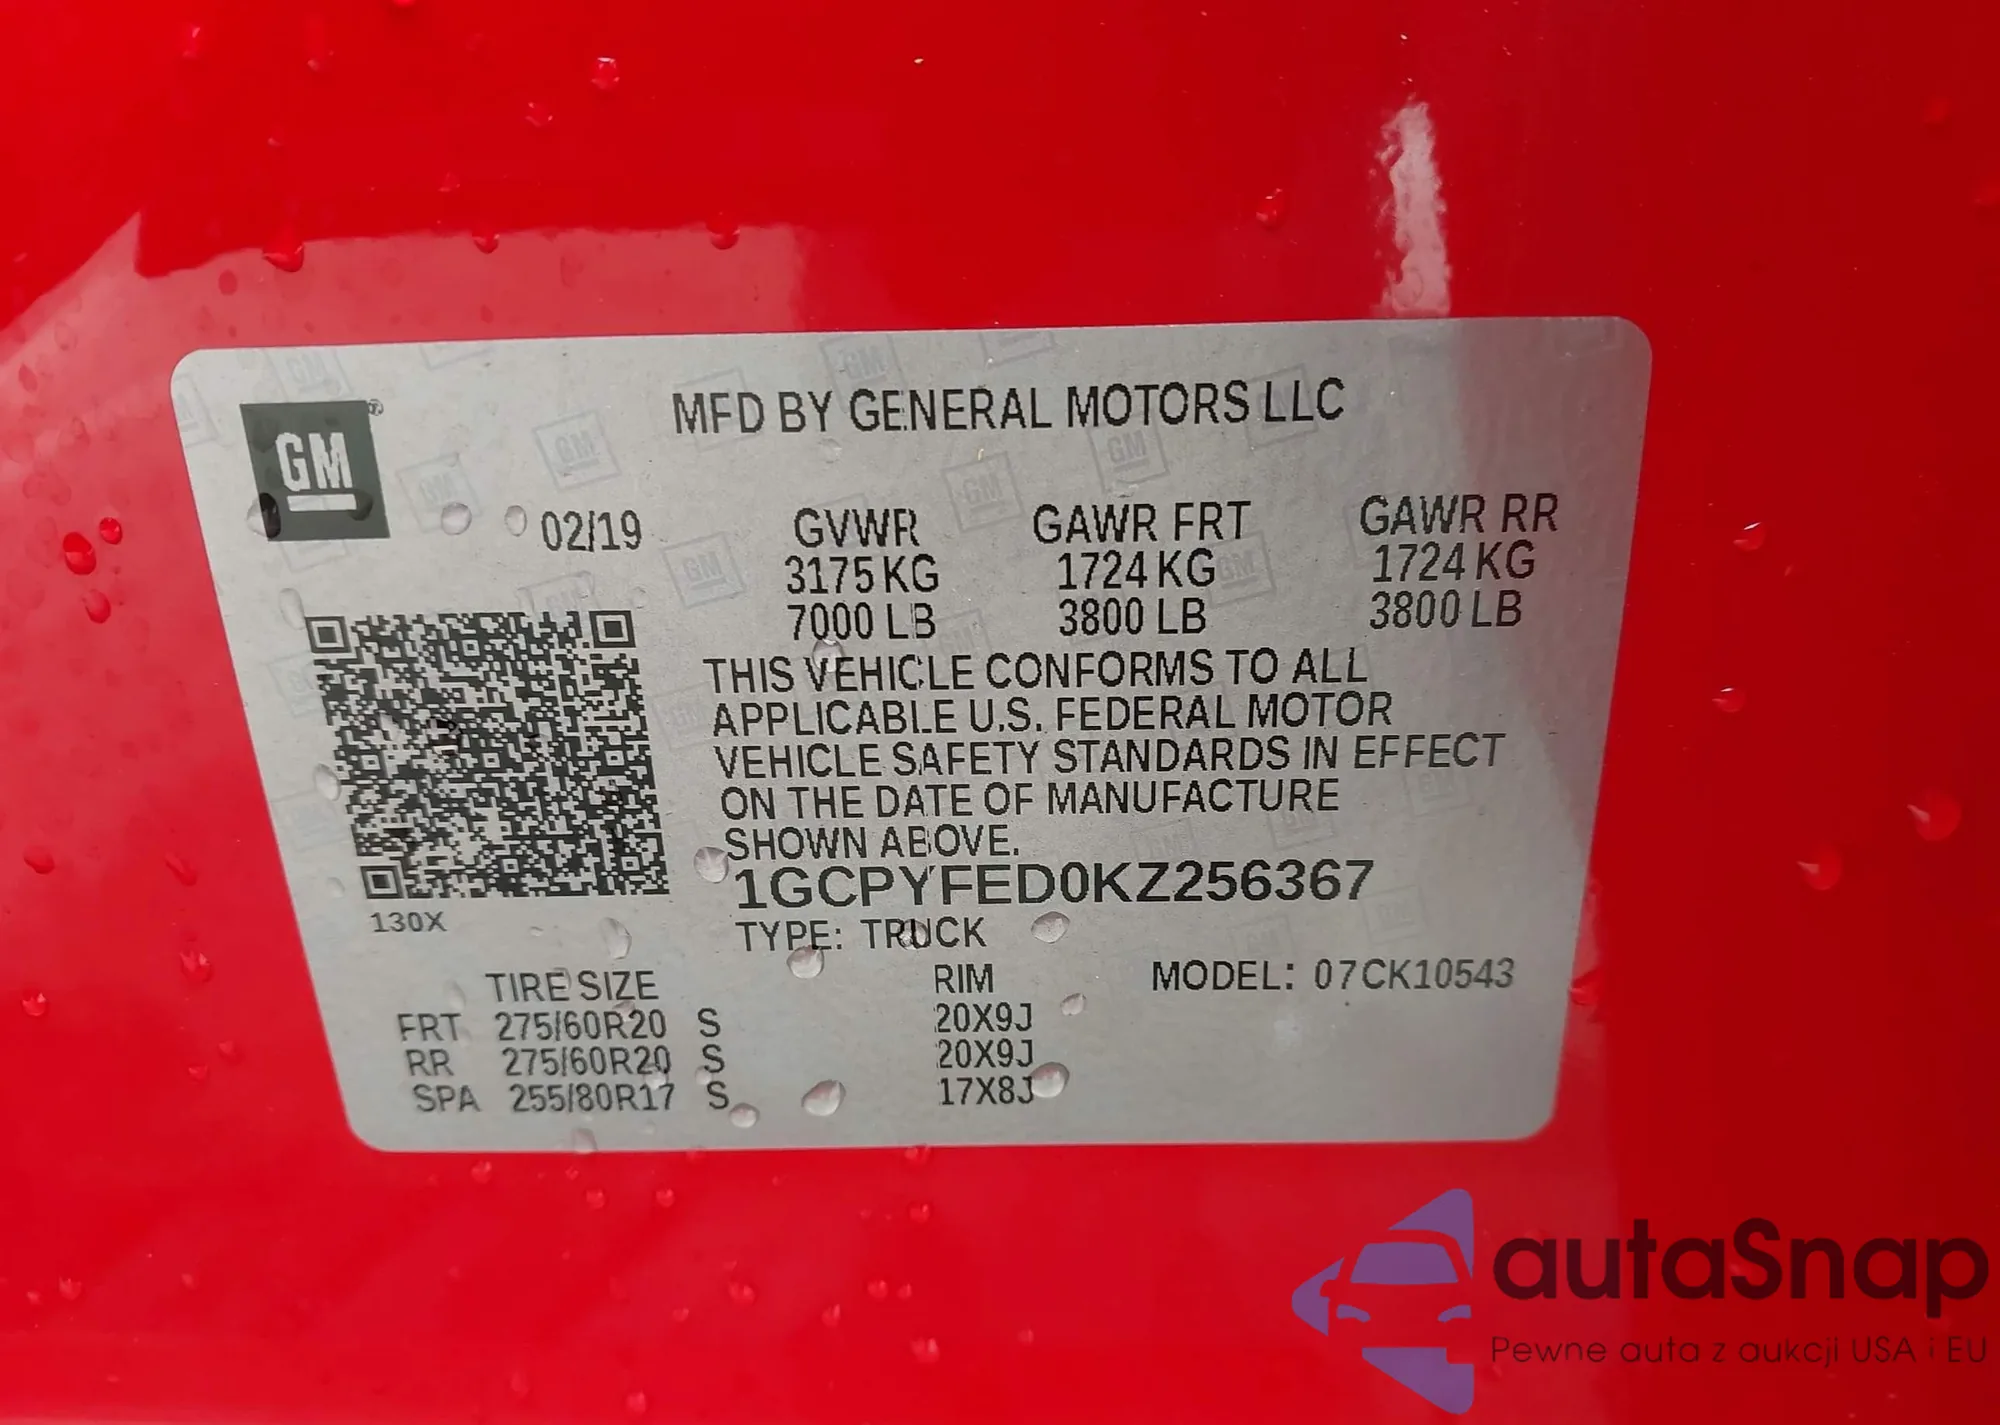 GM
MFD BY GENERAL MOTORS LLC
02/19
GVWR GAWR FRT GAWR RR
3175 KG 1724 KG 1724 KG
7000 LB 3800 LB 3800 LB
THIS VEHICLE CONFORMS TO ALL
APPLICABLE U.S. FEDERAL MOTOR
VEHICLE SAFETY STANDARDS IN EFFECT
ON THE DATE OF MANUFACTURE
SHOWN ABOVE.
1GCPYFED0KZ256367
130X
TYPE: TRUCK
TIRE SIZE RIM MODEL: 07CK10543
FRT 275/60R20 S 20X9J
RR 275/60R20 S 20X9J
SPA 255/80R17 S 17X8J
autaSnap
Pewne auta z aukcji USA i EU